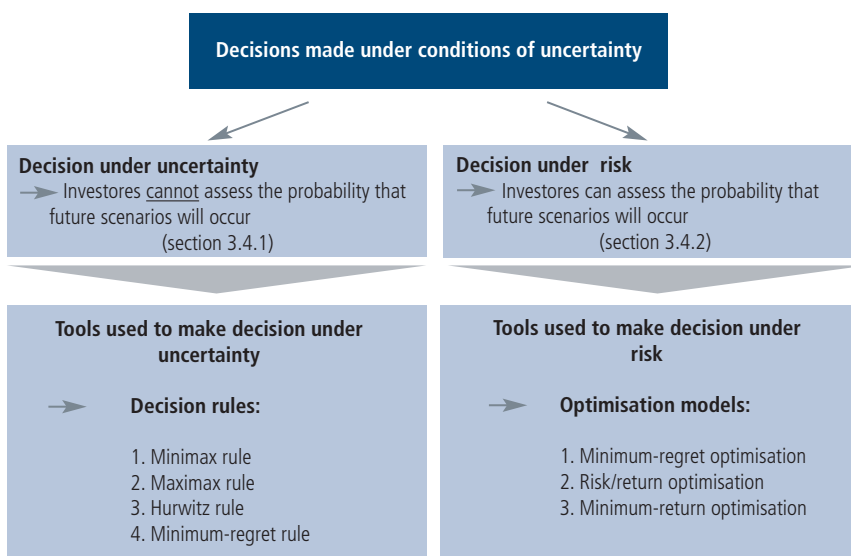 Decisions made under conditions of uncertainty
Decision under uncertainty
Investores cannot assess the probability that
future scenarios will occur
(section 3.4.1)
Decision under risk
Investores can assess the probability that
future scenarios will occur
(section 3.4.2)
Tools used to make decision under
uncertainty
Decision rules:
1. Minimax rule
2. Maximax rule
3. Hurwitz rule
4. Minimum-regret rule
Tools used to make decision under
risk
Optimisation models:
1. Minimum-regret optimisation
2. Risk/return optimisation
3. Minimum-return optimisation